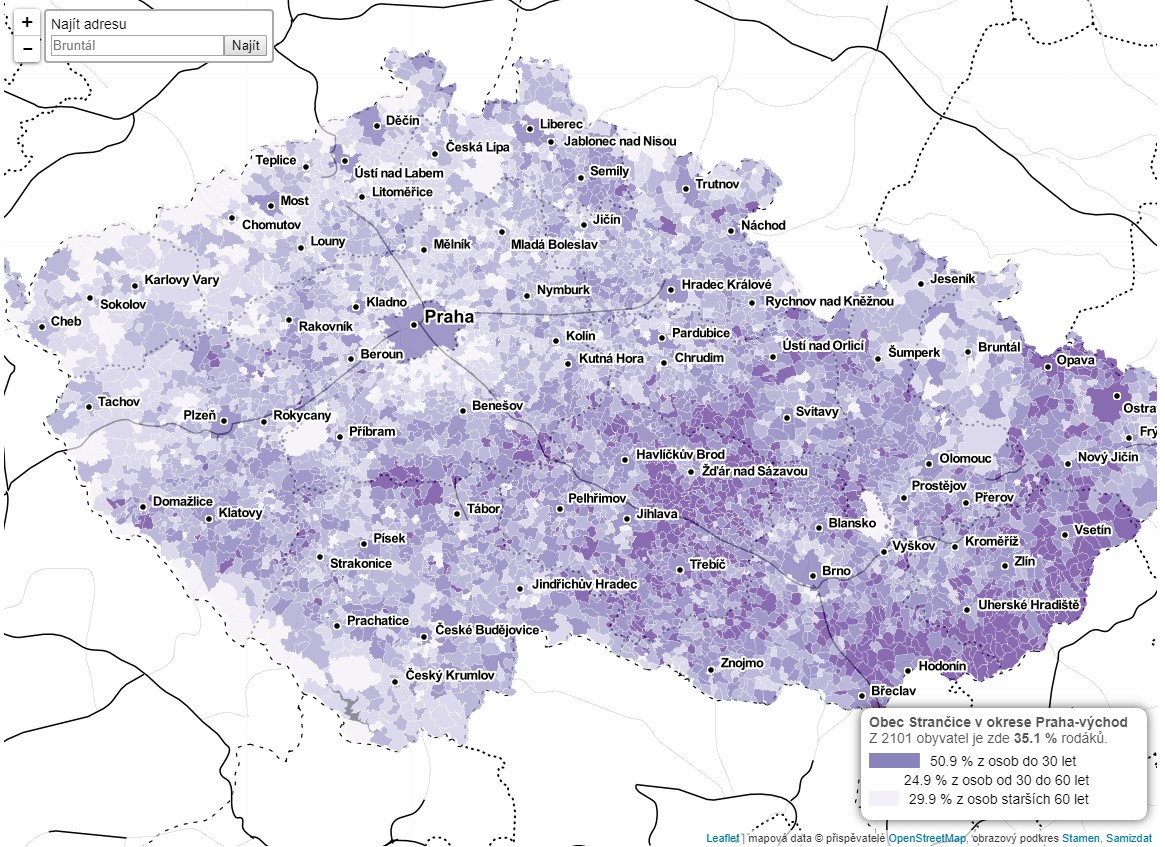 +
−
Najít adresu
Bruntál
Najít
Děčín
Liberec
Jablonec nad Nisou
Česká Lípa
Teplice
Ústí nad Labem
Semily
Litoměřice
Trutnov
Most
Chomutov
Jičín
Náchod
Louny
Mělník
Mladá Boleslav
Karlovy Vary
Jeseník
Sokolov
Kladno
Nymburk
Hradec Králové
Rychnov nad Kněžnou
Cheb
Rakovník
Praha
Kolín
Pardubice
Beroun
Kutná Hora
Chrudim
Ústí nad Orlicí
Šumperk
Bruntál
Opava
Tachov
Plzeň
Rokycany
Benešov
Svitavy
Ostra
Příbram
Frý
Havlíčkův Brod
Žďár nad Sázavou
Olomouc
Nový Jičín
Domažlice
Klatovy
Tábor
Pelhřimov
Jihlava
Prostějov
Přerov
Blansko
Vsetín
Písek
Strakonice
Vyškov
Kroměříž
Zlín
Třebíč
Brno
Jindřichův Hradec
Uherské Hradiště
Prachatice
České Budějovice
Znojmo
Hodonín
Český Krumlov
Břeclav
Obec Strančice v okrese Praha-východ
Z 2101 obyvatel je zde 35.1 % rodáků.
50.9 % z osob do 30 let
24.9 % z osob od 30 do 60 let
29.9 % z osob starších 60 let
Leaflet | mapová data © přispěvatelé OpenStreetMap, obrazový podkres Stamen, Samizdat